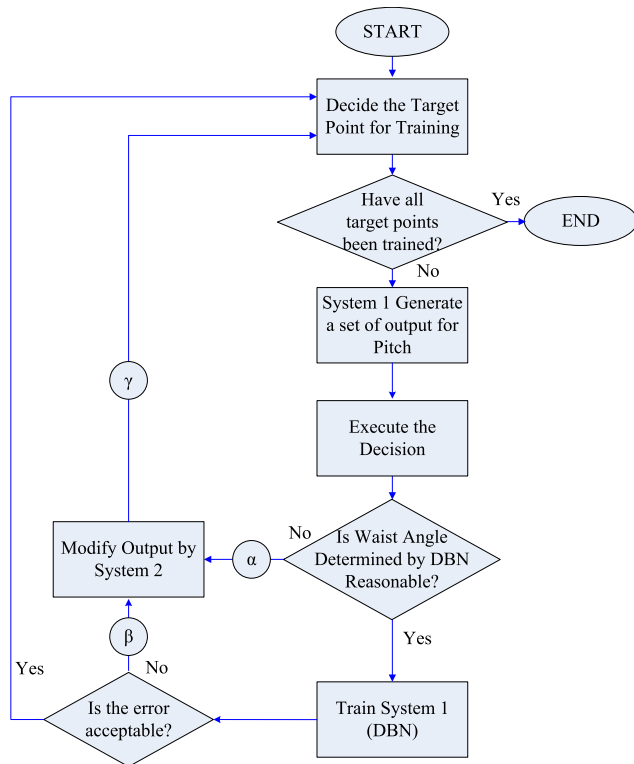 START
Decide the Target
Point for Training
Have all
target points
been trained?
Yes
END
No
System 1 Generate
a set of output for
Pitch
γ
Execute the
Decision
No
Is Waist Angle
Determined by DBN
Reasonable?
α
Modify Output by
System 2
β
Yes
Yes
No
Is the error
acceptable?
Train System 1
(DBN)